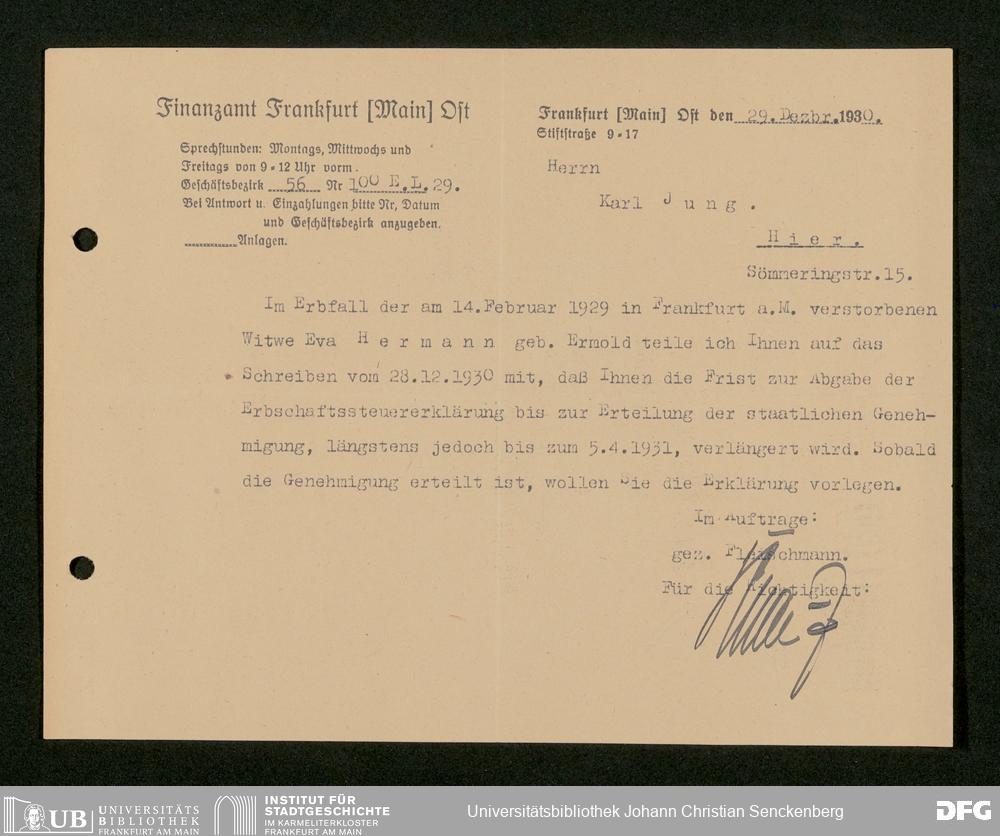 Finanzamt Frankfurt [Main] Ost
Sprechstunden: Montags, Mittwochs und
Freitags von 9-12 Uhr vorm.
Geschäftsbezirk 56 Nr 100 E.L.29.
Bei Antwort u. Einzahlungen bitte Nr, Datum
und Geschäftsbezirk anzugeben.
Anlagen.
Frankfurt [Main] Ost den 29.Dezbr.1930.
Stiftstraße 9-17
Herrn
Karl Jung.
Hier.
Sömmeringstr.15.
Im Erbfall der am 14.Februar 1929 in Frankfurt a.M. verstorbenen
Witwe Eva Hermann geb. Ermold teile ich Ihnen auf das
Schreiben vom 28.12.1930 mit, daß Ihnen die Frist zur Abgabe der
Erbschaftssteuererklärung bis zur Erteilung der staatlichen Geneh-
migung, längstens jedoch bis zum 5.4.1931, verlängert wird. Sobald
die Genehmigung erteilt ist, wollen Sie die Erklärung vorlegen.
Im Auftrage:
gez. Fleischmann.
Für die Richtigkeit:
UB UNIVERSITÄTS
BIBLIOTHEK
FRANKFURT AM MAIN
INSTITUT FÜR
STADTGESCHICHTE
IM KARMELITERKLOSTER
FRANKFURT AM MAIN
Universitätsbibliothek Johann Christian Senckenberg
DFG